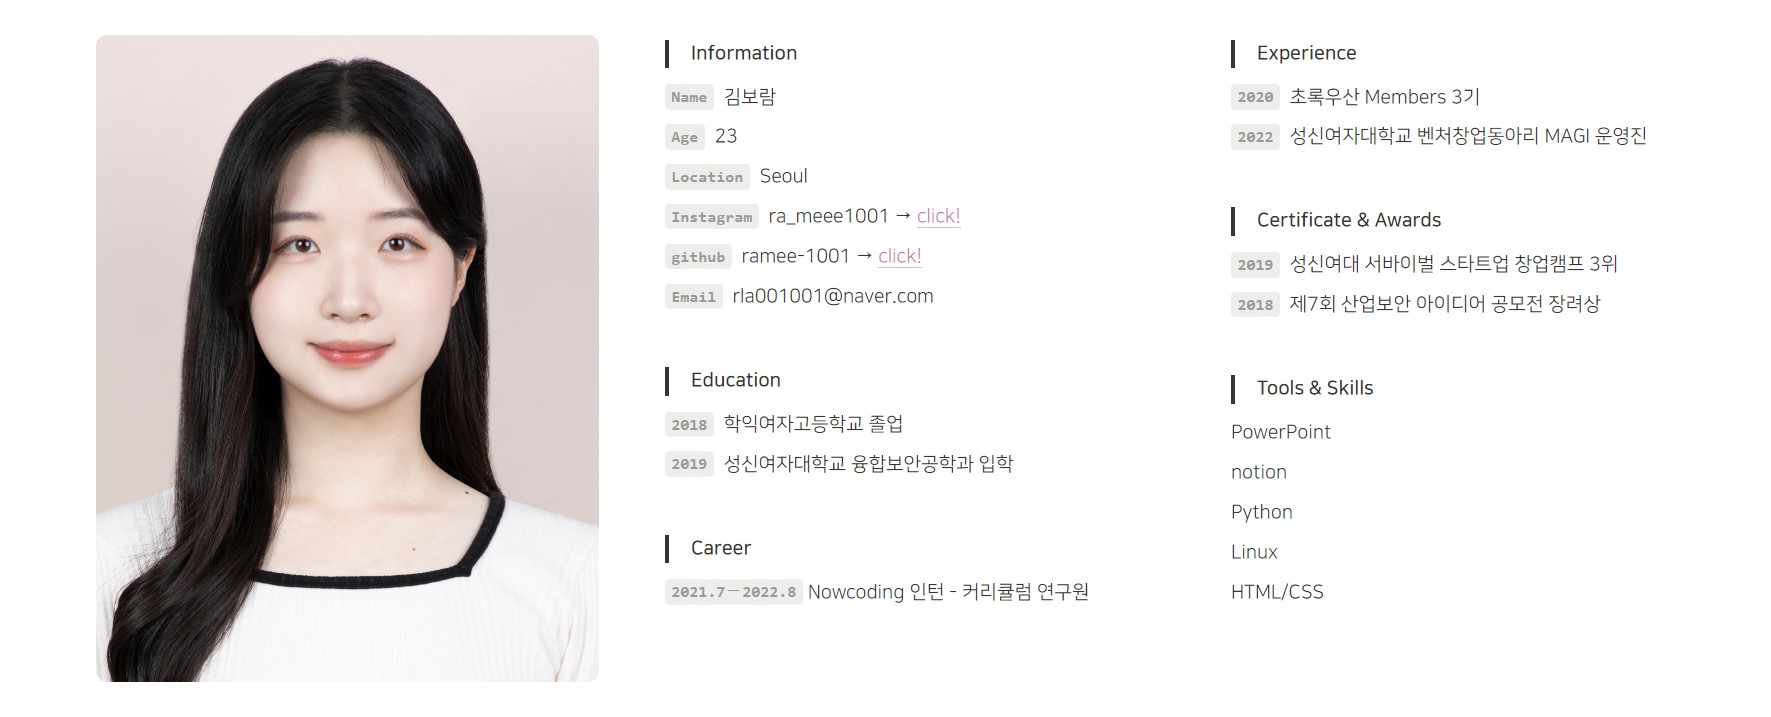 Information
Name 김보람
Age 23
Location Seoul
Instagram ra_meee1001 → click!
github ramee-1001 → click!
Email rla001001@naver.com
Education
2018 학익여자고등학교 졸업
2019 성신여자대학교 융합보안공학과 입학
Career
2021.7－2022.8 Nowcoding 인턴 - 커리큘럼 연구원
Experience
2020 초록우산 Members 3기
2022 성신여자대학교 벤처창업동아리 MAGI 운영진
Certificate & Awards
2019 성신여대 서바이벌 스타트업 창업캠프 3위
2018 제7회 산업보안 아이디어 공모전 장려상
Tools & Skills
PowerPoint
notion
Python
Linux
HTML/CSS